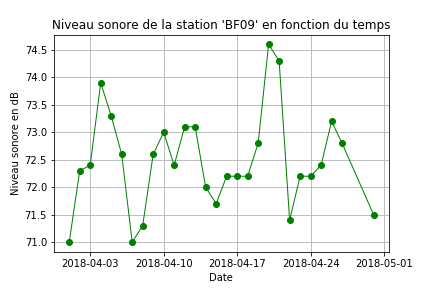 Niveau sonore de la station 'BF09' en fonction du temps
Niveau sonore en dB
74.5
74.0
73.5
73.0
72.5
72.0
71.5
71.0
2018-04-03 2018-04-10 2018-04-17 2018-04-24 2018-05-01
Date